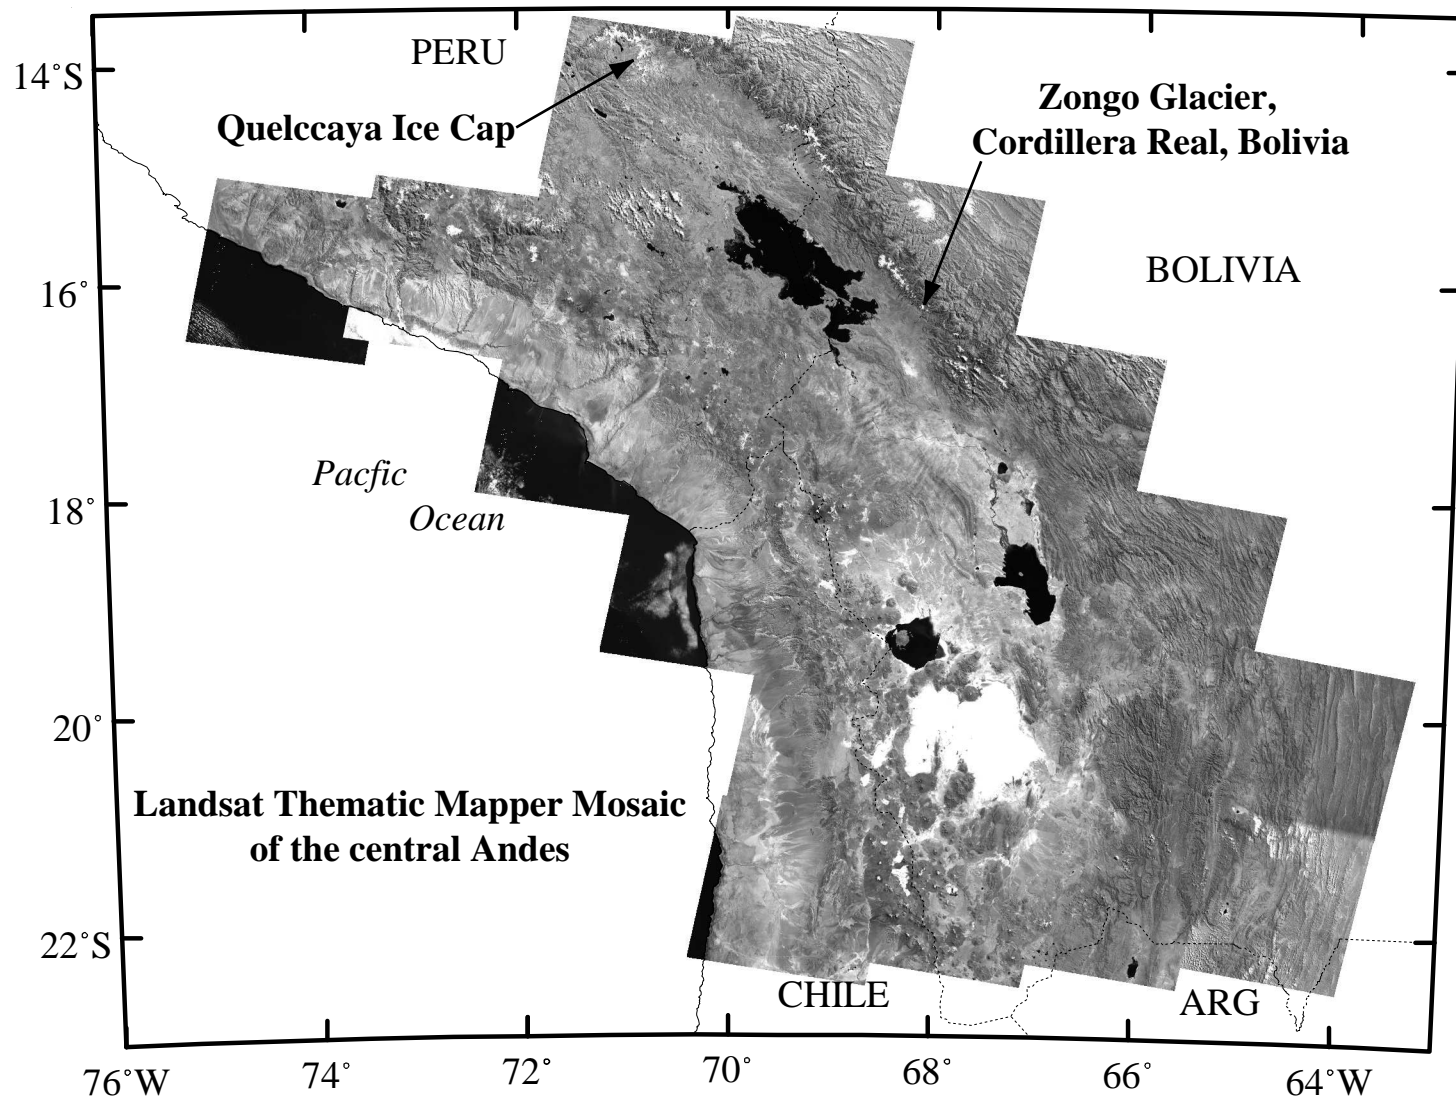 PERU
14°S
Zongo Glacier,
Cordillera Real, Bolivia
Quelccaya Ice Cap
BOLIVIA
16°
Pacfic
Ocean
18°
20°
Landsat Thematic Mapper Mosaic
of the central Andes
22°S
CHILE
ARG
76°W
74°
72°
70°
68°
66°
64°W